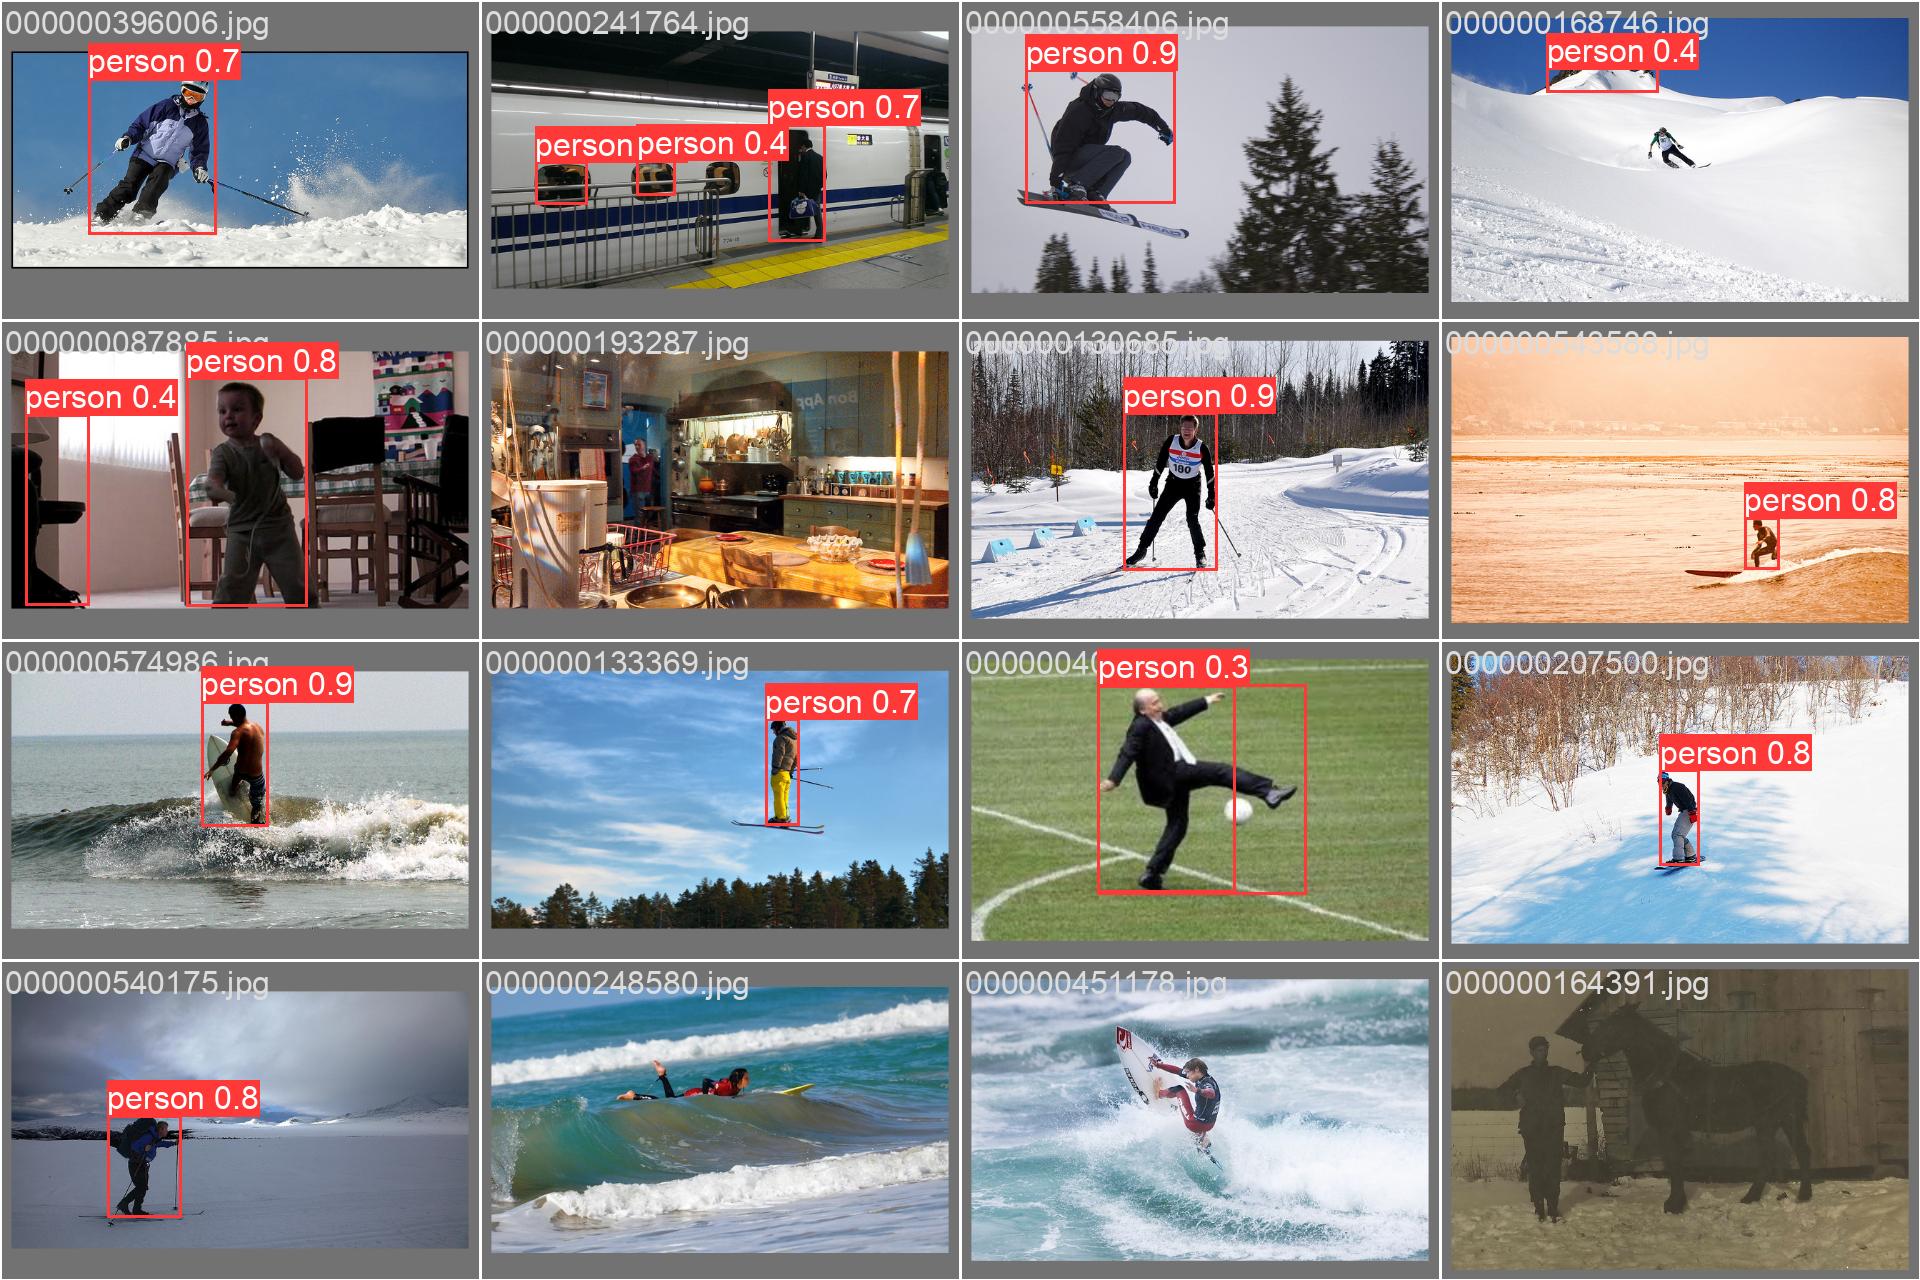 000000396006.jpg
person 0.7
000000241764.jpg
person
person 0.4
person 0.7
000000558406.jpg
person 0.9
HEAD
000000168746.jpg
person 0.4
000000087885.jpg
person 0.4
person 0.8
000000193287.jpg
Bon App
000000130685.jpg
person 0.9
180
000000543588.jpg
person 0.8
000000574986.jpg
person 0.9
000000133369.jpg
person 0.7
00000040
person 0.3
000000207500.jpg
person 0.8
000000540175.jpg
person 0.8
000000248580.jpg
000000451178.jpg
000000164391.jpg